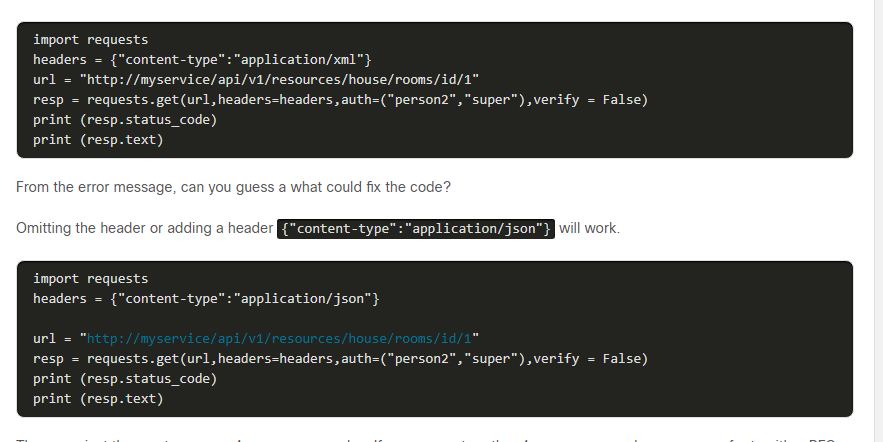 import requests
headers = {"content-type":"application/xml"}
url = "http://myservice/api/v1/resources/house/rooms/id/1"
resp = requests.get(url,headers=headers,auth=("person2","super"),verify = False)
print (resp.status_code)
print (resp.text)
From the error message, can you guess a what could fix the code?
Omitting the header or adding a header {"content-type":"application/json"} will work.
import requests
headers = {"content-type":"application/json"}
url = "http://myservice/api/v1/resources/house/rooms/id/1"
resp = requests.get(url,headers=headers,auth=("person2","super"),verify = False)
print (resp.status_code)
print (resp.text)